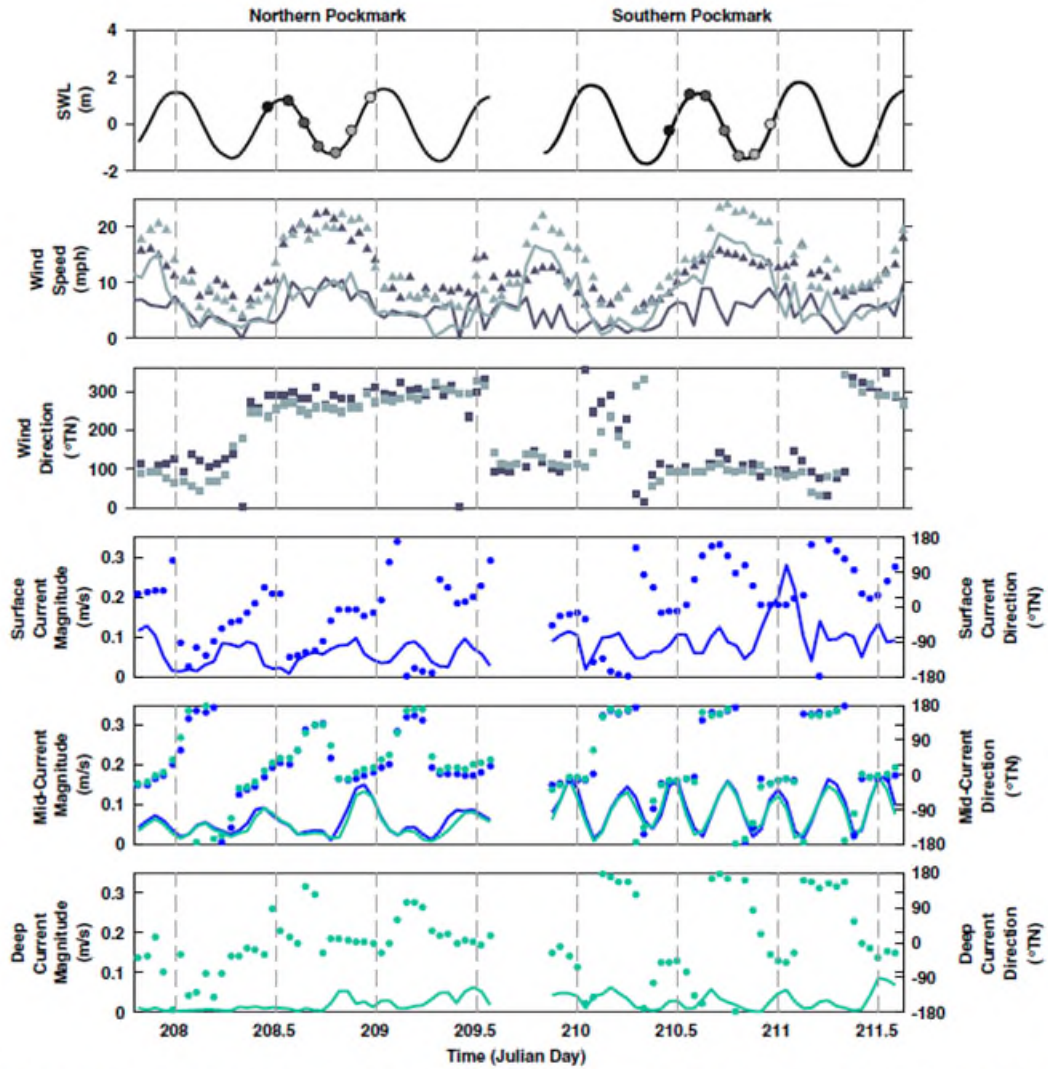 Northern Pockmark
Southern Pockmark
SWL
(m)
4
2
0
-2
Wind
Speed
(mph)
20
10
0
Wind
Direction
(°TN)
300
200
100
0
Surface
Current
Magnitude
(m/s)
0.3
0.2
0.1
0
180
90
0
-90
-180
Surface
Current
Direction
(°TN)
Mid-Current
Magnitude
(m/s)
0.3
0.2
0.1
0
180
90
0
-90
-180
Mid-Current
Direction
(°TN)
Deep
Current
Magnitude
(m/s)
0.3
0.2
0.1
0
180
90
0
-90
-180
Deep
Current
Direction
(°TN)
208 208.5 209 209.5 210 210.5 211 211.5
Time (Julian Day)